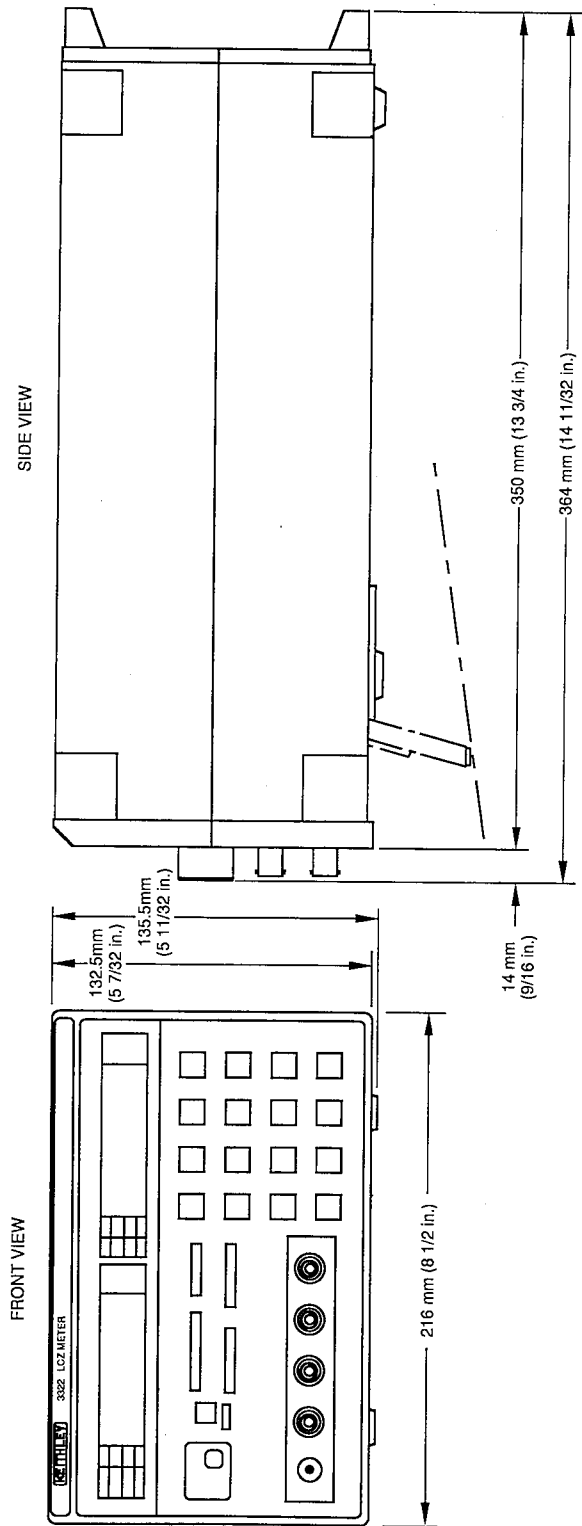 SIDE VIEW
350 mm (13 3/4 in.)
364 mm (14 11/32 in.)
14 mm
(9/16 in.)
135.5mm
(5 11/32 in.)
132.5mm
(5 7/32 in.)
FRONT VIEW
KEITHLEY 3322 LCZ METER
216 mm (8 1/2 in.)